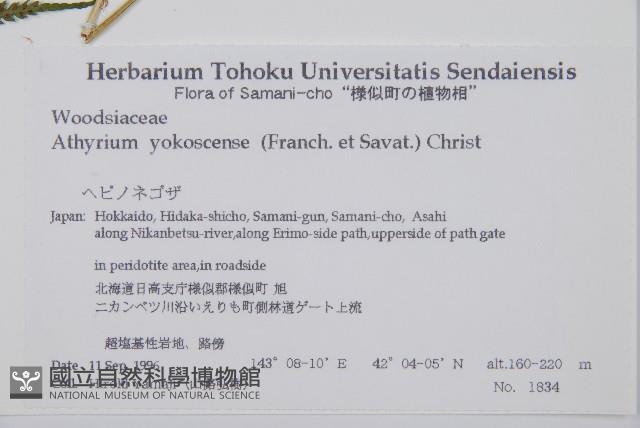 Herbarium Tohoku Universitatis Sendaiensis
Flora of Samani-cho “様似町の植物相”
Woodsiaceae
Athyrium yokoscense (Franch. et Savat.) Christ
ヘビノネゴザ
Japan: Hokkaido, Hidaka-shicho, Samani-gun, Samani-cho, Asahi
along Nikanbetsu-river,along Erimo-side path,upperside of path gate
in peridotite area,in roadside
北海道日高支庁様似郡様似町 旭
ニカンベツ川沿いえりも町側林道ゲート上流
超塩基性岩地、路傍
Date 11 Sep. 1996 143° 08-10' E 42° 04-05' N alt.160-220 m
No. 1834
國立自然科學博物館
NATIONAL MUSEUM OF NATURAL SCIENCE